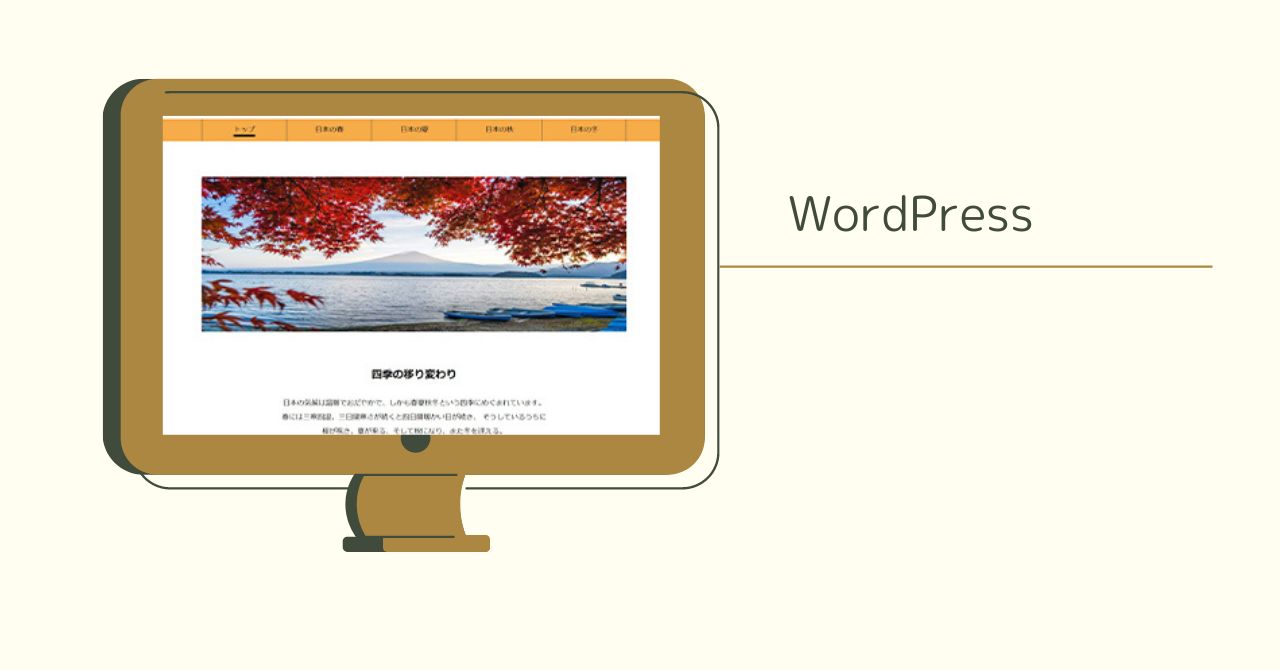 トップ 日本の春 日本の夏 日本の秋 日本の冬
WordPress
四季の移り変わり
日本の気候は温暖でおだやかで、しかも春夏秋冬という四季にめぐまれています。
春には三寒四温、三日間寒さが続くと四日間暖かい日が続き、 そうしているうちに
桜が咲き、夏が来る、そして秋になり、また冬を迎える。